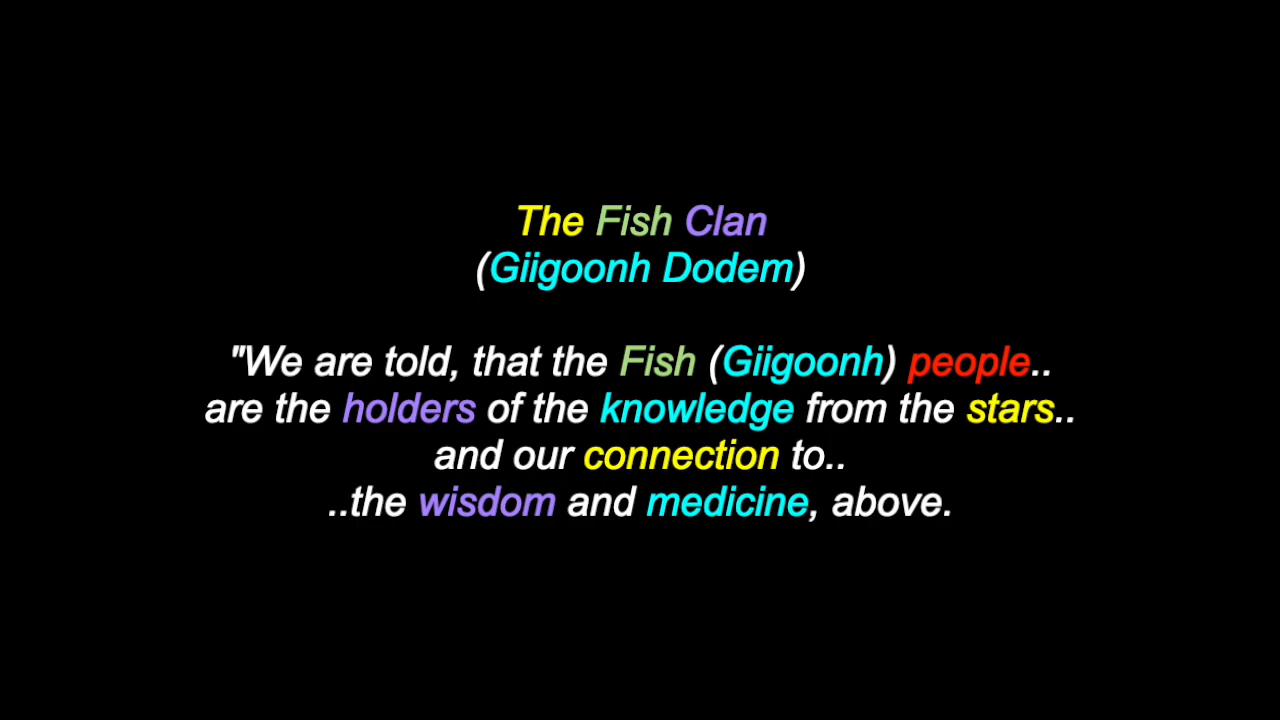 The Fish Clan
(Giigoonh Dodem)
"We are told, that the Fish (Giigoonh) people..
are the holders of the knowledge from the stars..
and our connection to..
..the wisdom and medicine, above.